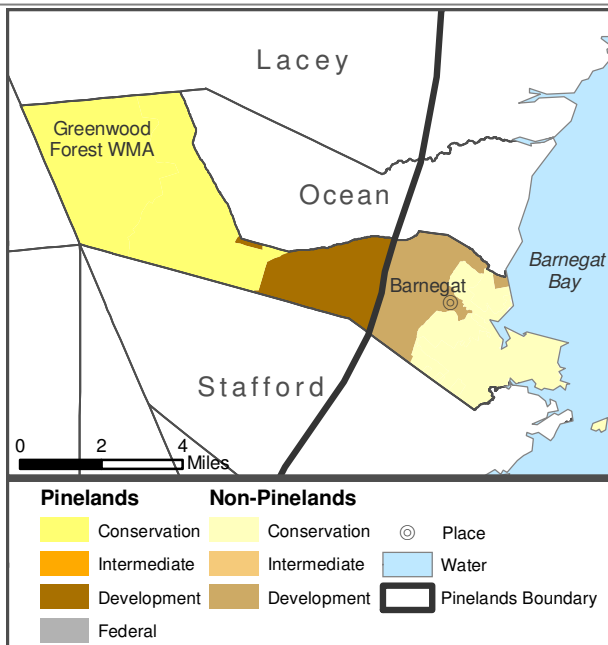 Lacey
Greenwood
Forest WMA
Ocean
Barnegat
Bay
Barnegat
Stafford
0 2 4
Miles
Pinelands Non-Pinelands
Conservation Conservation Place
Intermediate Intermediate Water
Development Development Pinelands Boundary
Federal